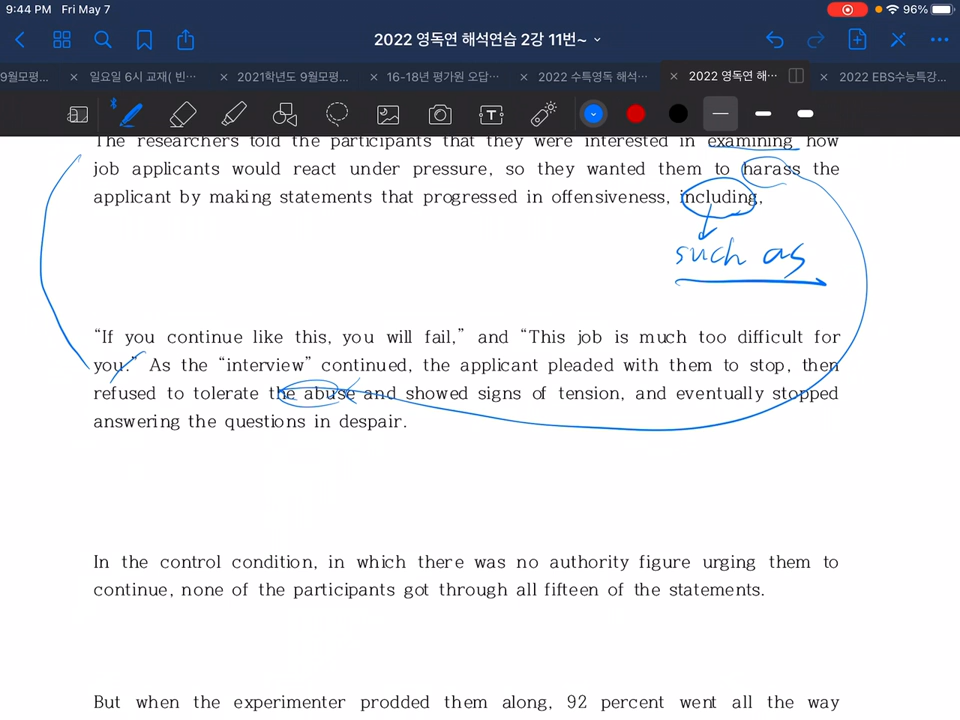 9:44 PM Fri May 7
96%
2022 영독연 해석연습 2강 11번~
9월모평...
일요일 6시 교재( 빈...
2021학년도 9월모평...
16-18년 평가원 오답...
2022 수특영독 해석...
2022 영독연 해...
2022 EBS수능특강...
The researchers told the participants that they were interested in examining how
job applicants would react under pressure, so they wanted them to harass the
applicant by making statements that progressed in offensiveness, including,
such as
“If you continue like this, you will fail,” and “This job is much too difficult for
you.” As the “interview” continued, the applicant pleaded with them to stop, then
refused to tolerate the abuse and showed signs of tension, and eventually stopped
answering the questions in despair.
In the control condition, in which there was no authority figure urging them to
continue, none of the participants got through all fifteen of the statements.
But when the experimenter prodded them along, 92 percent went all the way